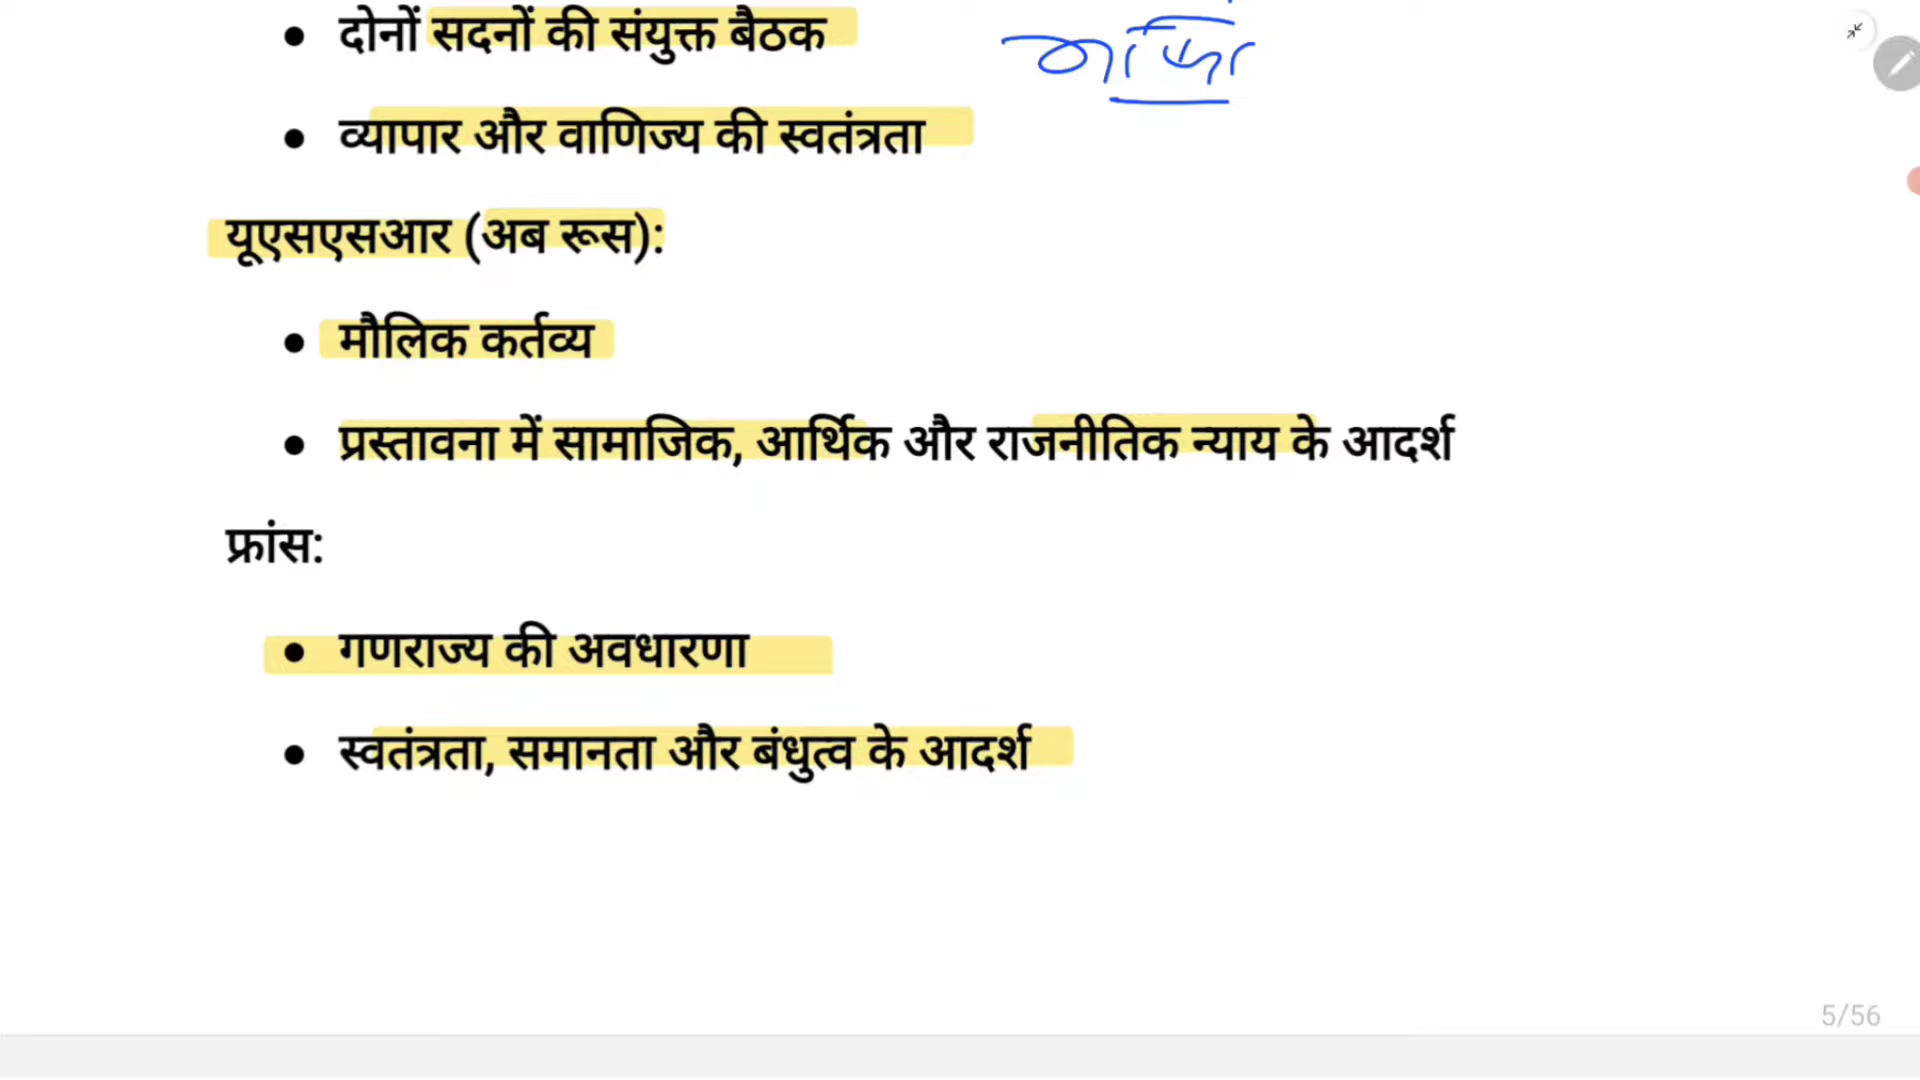 ● दोनों सदनों की संयुक्त बैठक
● व्यापार और वाणिज्य की स्वतंत्रता
यूएसएसआर (अब रूस):
● मौलिक कर्तव्य
● प्रस्तावना में सामाजिक, आर्थिक और राजनीतिक न्याय के आदर्श
फ्रांस:
● गणराज्य की अवधारणा
● स्वतंत्रता, समानता और बंधुत्व के आदर्श
5/56